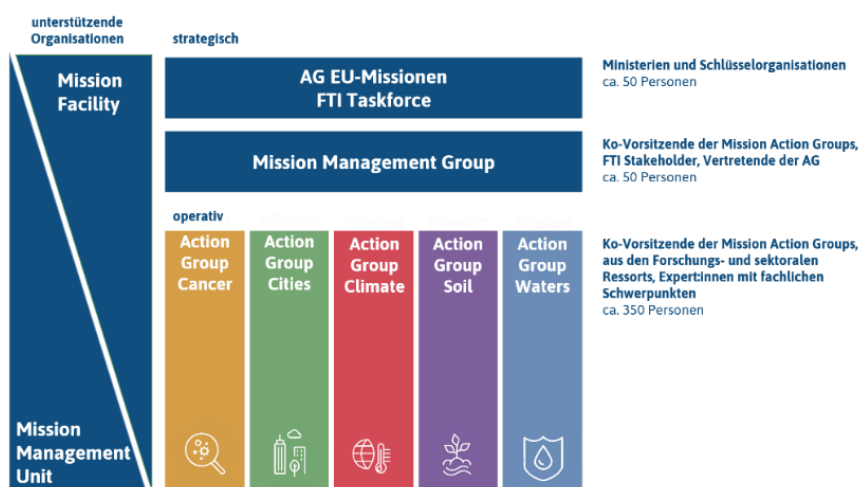 unterstützende
Organisationen
strategisch
Mission
Facility
AG EU-Missionen
FTI Taskforce
Ministerien und Schlüsselorganisationen
ca. 50 Personen
Mission Management Group
Ko-Vorsitzende der Mission Action Groups,
FTI Stakeholder, Vertretende der AG
ca. 50 Personen
operativ
Action
Group
Cancer
Action
Group
Cities
Action
Group
Climate
Action
Group
Soil
Action
Group
Waters
Ko-Vorsitzende der Mission Action Groups,
aus den Forschungs- und sektoralen
Ressorts, Expert:innen mit fachlichen
Schwerpunkten
ca. 350 Personen
Mission
Management
Unit